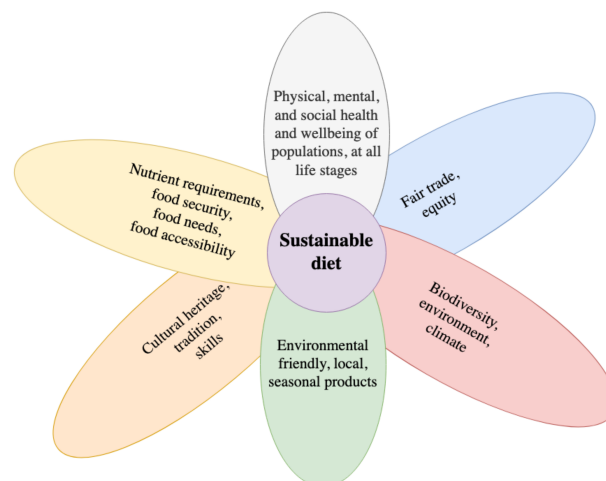 Physical, mental,
and social health
and wellbeing of
populations, at all
life stages
Fair trade,
equity
Nutrient requirements,
food security,
food needs,
food accessibility
Sustainable
diet
Biodiversity,
environment,
climate
Cultural heritage,
tradition,
skills
Environmental
friendly, local,
seasonal products